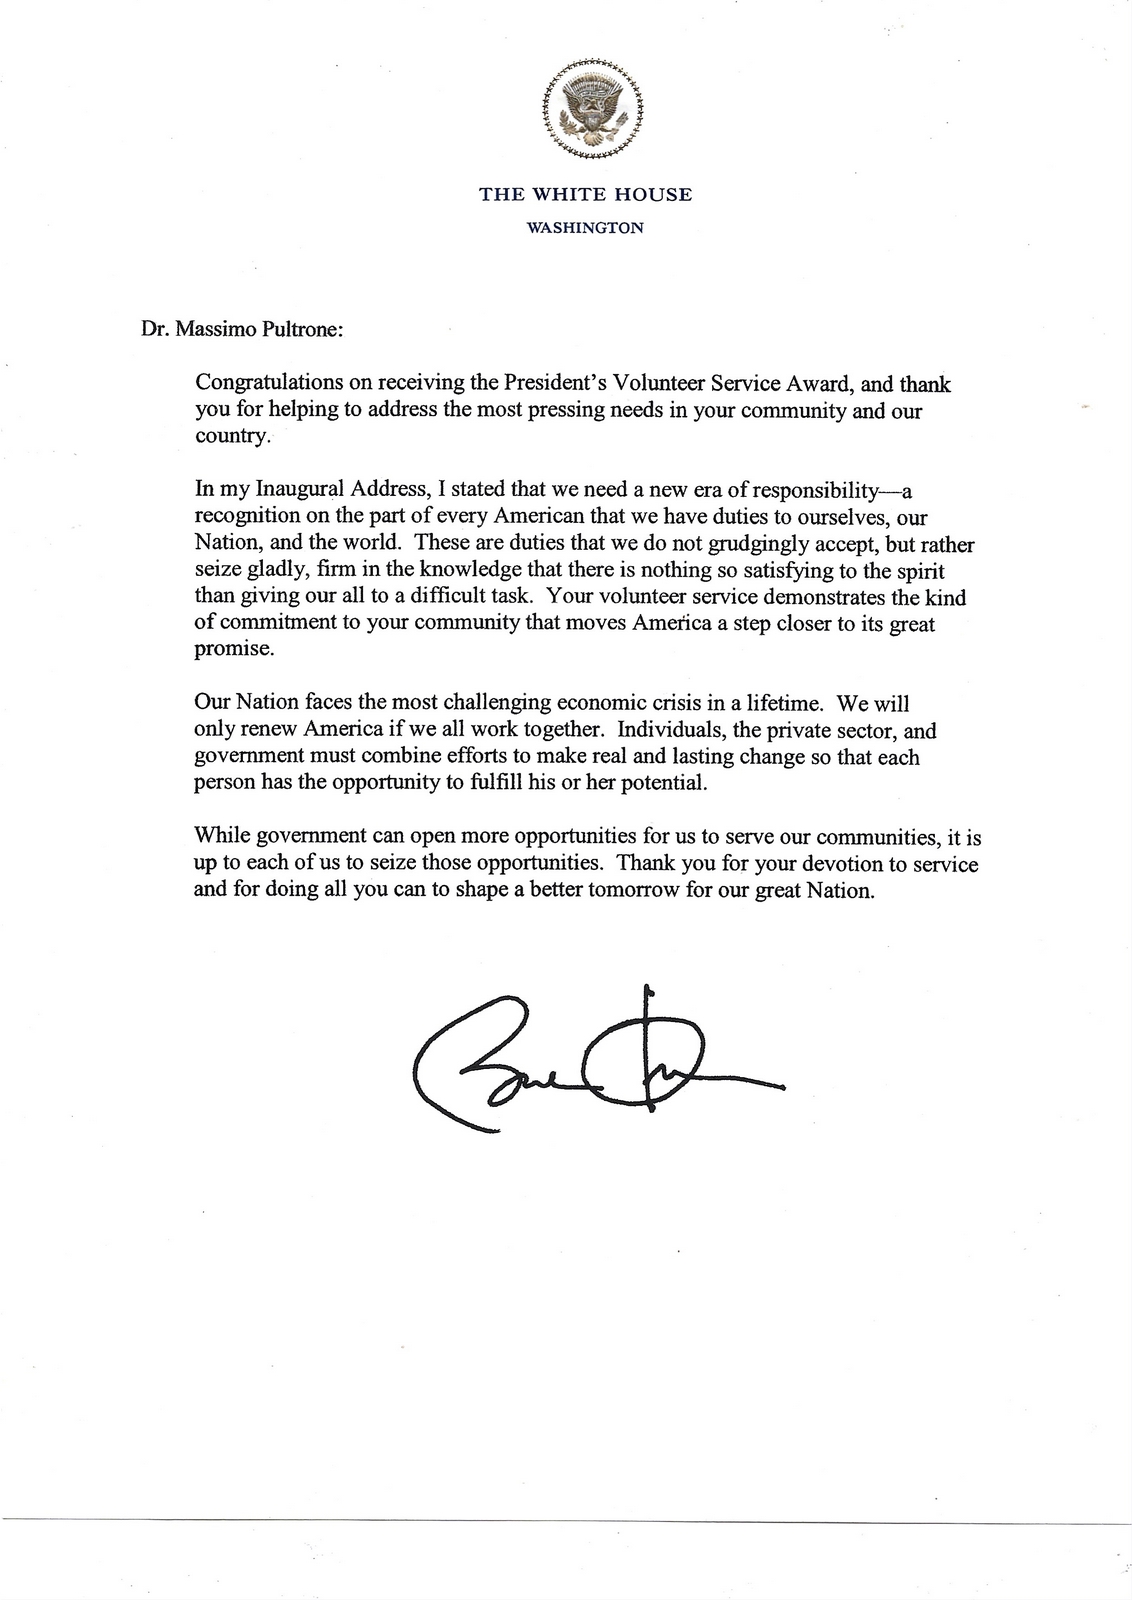 THE WHITE HOUSE
WASHINGTON
Dr. Massimo Pultrone:
Congratulations on receiving the President's Volunteer Service Award, and thank
you for helping to address the most pressing needs in your community and our
country.
In my Inaugural Address, I stated that we need a new era of responsibility—a
recognition on the part of every American that we have duties to ourselves, our
Nation, and the world.  These are duties that we do not grudgingly accept, but rather
seize gladly, firm in the knowledge that there is nothing so satisfying to the spirit
than giving our all to a difficult task.  Your volunteer service demonstrates the kind
of commitment to your community that moves America a step closer to its great
promise.
Our Nation faces the most challenging economic crisis in a lifetime.  We will
only renew America if we all work together.  Individuals, the private sector, and
government must combine efforts to make real and lasting change so that each
person has the opportunity to fulfill his or her potential.
While government can open more opportunities for us to serve our communities, it is
up to each of us to seize those opportunities.  Thank you for your devotion to service
and for doing all you can to shape a better tomorrow for our great Nation.